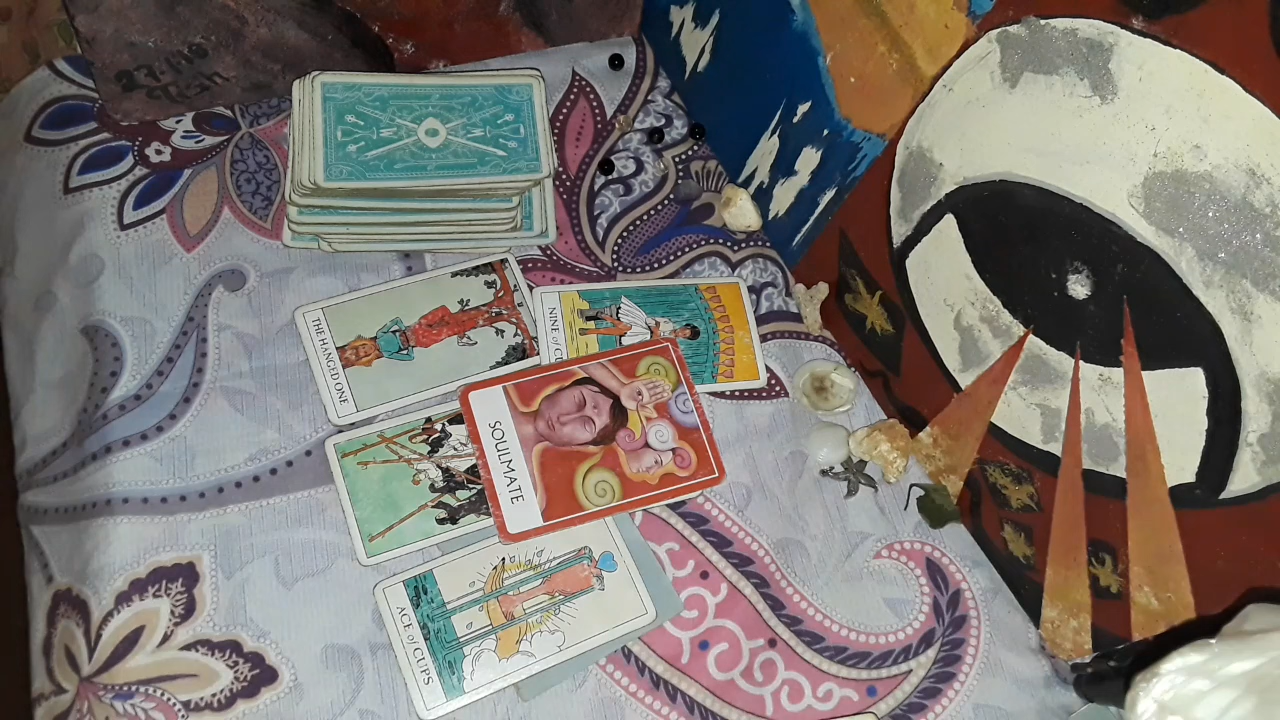 THE HANGED ONE
NINE of CU
SOULMATE
ACE of CUPS